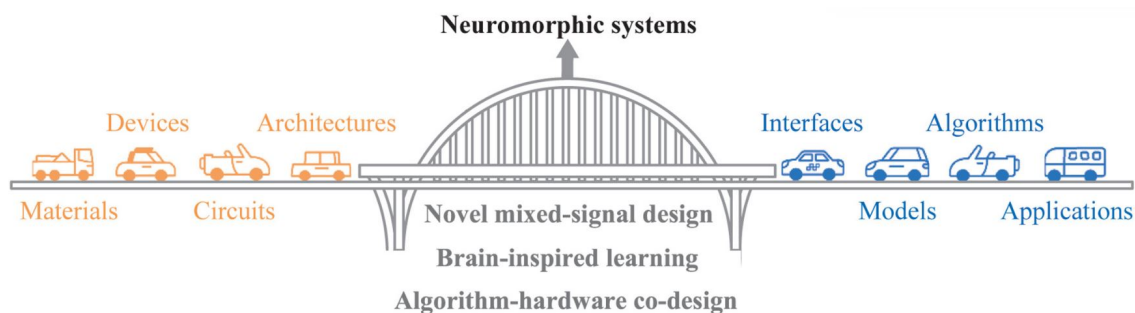 Neuromorphic systems
Devices Architectures
Interfaces Algorithms
Materials Circuits
Models Applications
Novel mixed-signal design
Brain-inspired learning
Algorithm-hardware co-design